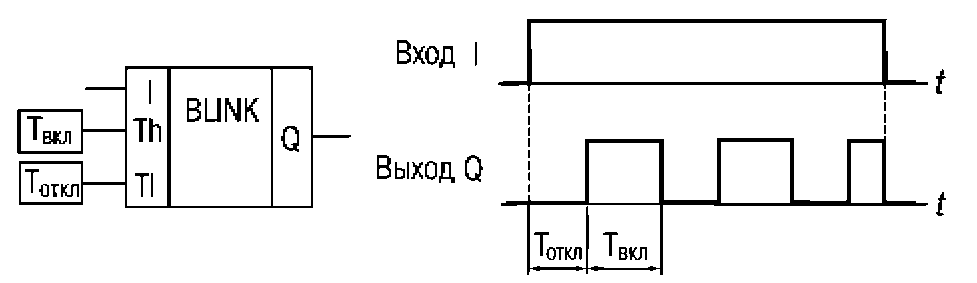 I
Tвкл
Th
Tоткл
Tl
BLINK
Q
Вход I
t
Выход Q
t
Tоткл
Tвкл